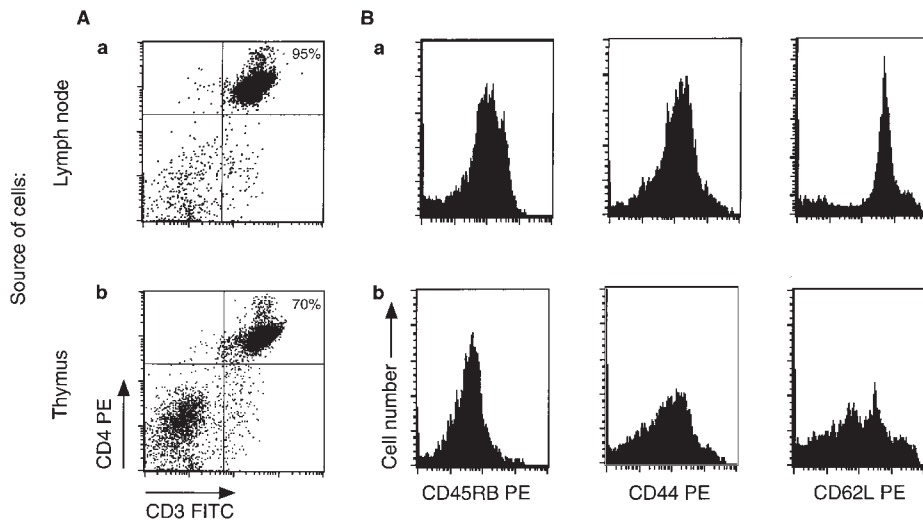 A
B
a
a
95%
Lymph node
Source of cells:
b
b
70%
Thymus
CD4 PE
Cell number
CD45RB PE
CD44 PE
CD62L PE
CD3 FITC